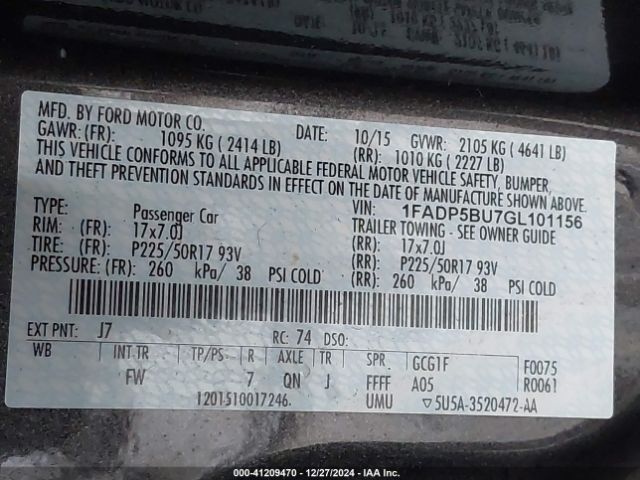 MFD. BY FORD MOTOR CO.
DATE: 10/15 GVWR: 2105 KG ( 4641 LB)
GAWR: (FR): 1095 KG ( 2414 LB) (RR): 1010 KG ( 2227 LB)
THIS VEHICLE CONFORMS TO ALL APPLICABLE FEDERAL MOTOR VEHICLE SAFETY, BUMPER,
AND THEFT PREVENTION STANDARDS IN EFFECT ON THE DATE OF MANUFACTURE SHOWN ABOVE.
VIN: 1FADP5BU7GL101156
TYPE: Passenger Car TRAILER TOWING - SEE OWNER GUIDE
RIM: (FR): 17x7.0J (RR): 17x7.0J
TIRE: (FR): P225/50R17 93V (RR): P225/50R17 93V
AT PRESSURE: (FR): 260 kPa/ 38 PSI COLD (RR): 260 kPa/ 38 PSI COLD
EXT PNT: J7 RC: 74 DSO:
WB INT TR TP/PS R AXLE TR SPR GCG1F F0075
FW 7 QN J FFFF A05 R0061
1201510017246. UMU ▽5U5A-3520472-AA
000-41209470 — 12/27/2024 — IAA Inc.